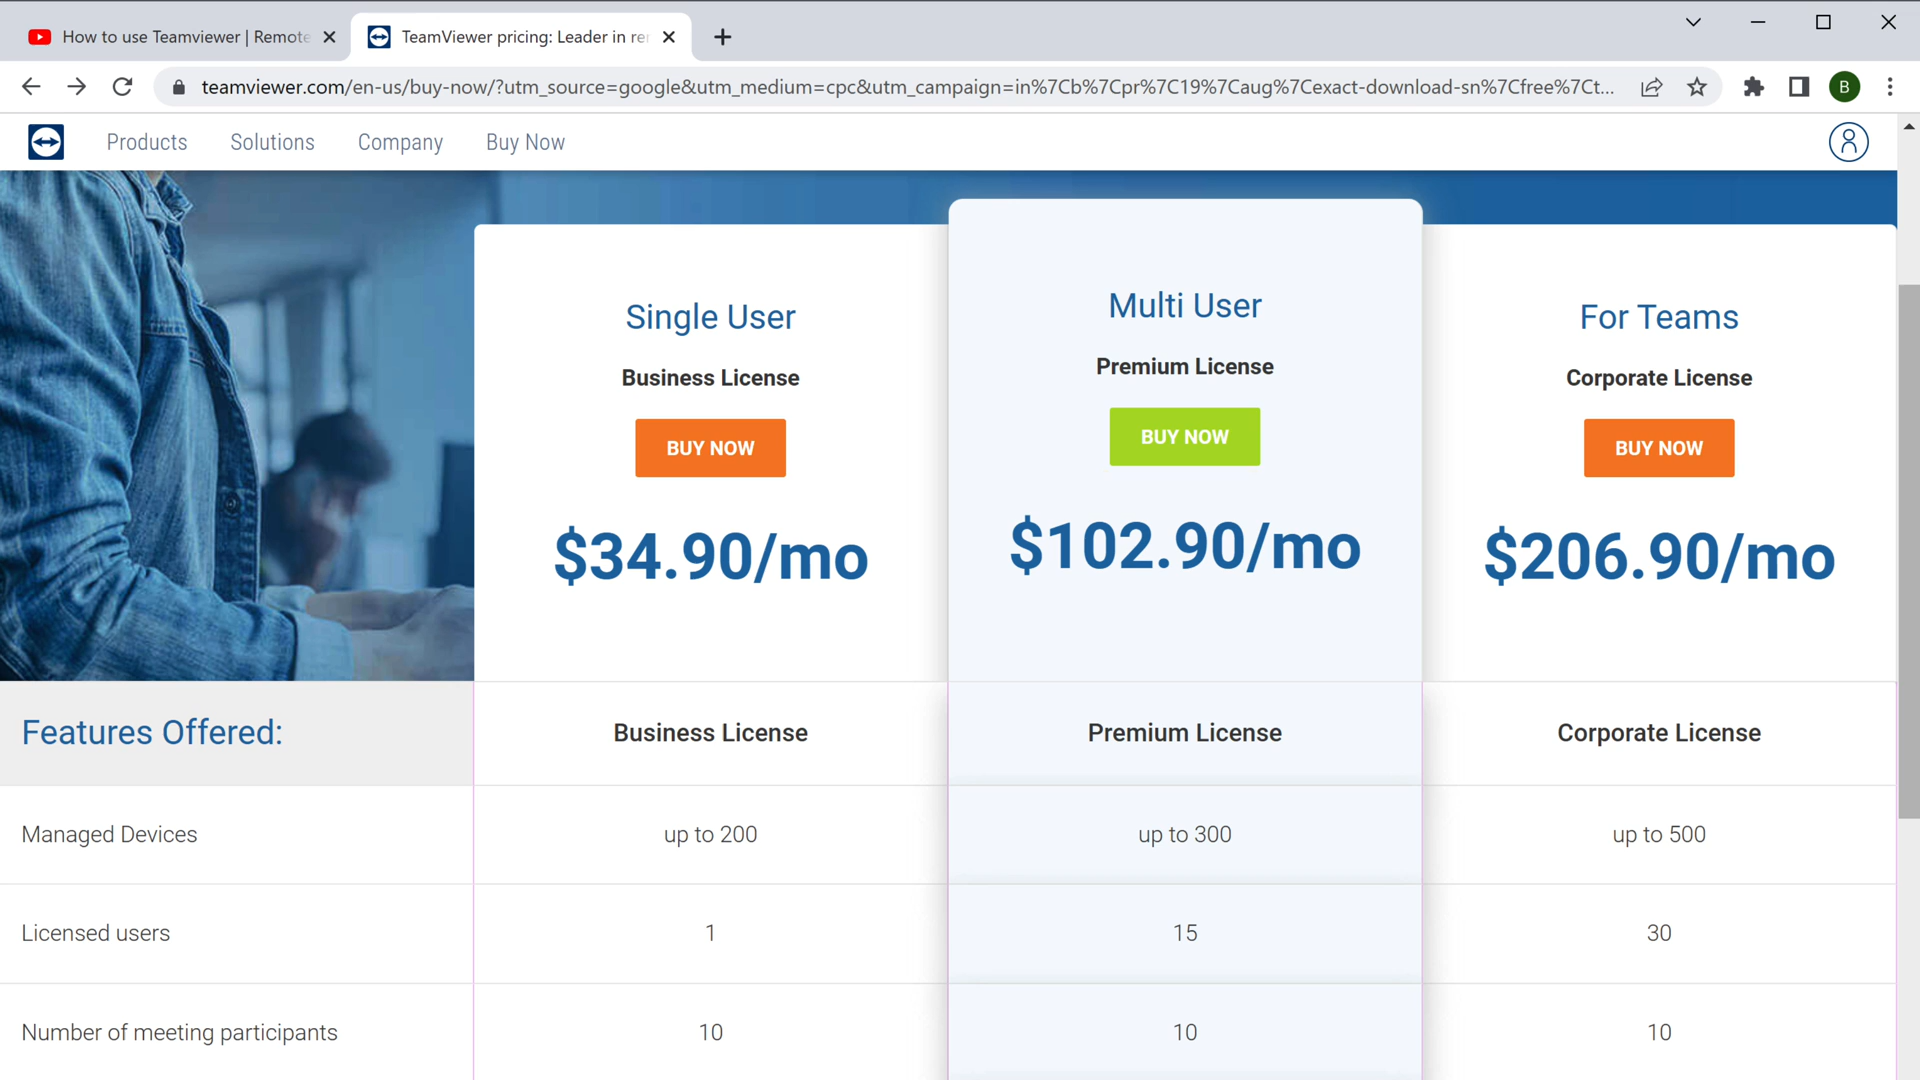 How to use Teamviewer | Remote
TeamViewer pricing: Leader in re
teamviewer.com/en-us/buy-now/?utm_source=google&utm_medium=cpc&utm_campaign=in%7Cb%7Cpr%7C19%7Caug%7Cexact-download-sn%7Cfree%7Ct...
B
Products Solutions Company Buy Now
Single User
Business License
BUY NOW
$34.90/mo
Multi User
Premium License
BUY NOW
$102.90/mo
For Teams
Corporate License
BUY NOW
$206.90/mo
Features Offered: Business License Premium License Corporate License
Managed Devices up to 200 up to 300 up to 500
Licensed users 1 15 30
Number of meeting participants 10 10 10